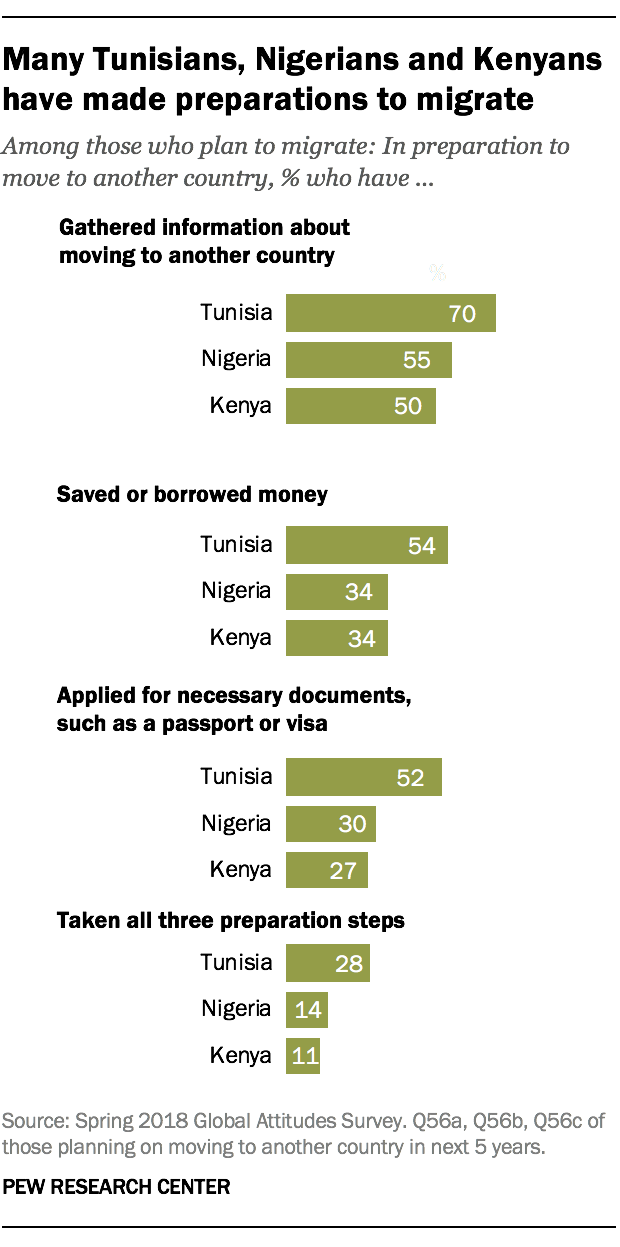 Many Tunisians, Nigerians and Kenyans
have made preparations to migrate
Among those who plan to migrate: In preparation to
move to another country, % who have ...
Gathered information about
moving to another country
%
Tunisia 70
Nigeria 55
Kenya 50
Saved or borrowed money
Tunisia 54
Nigeria 34
Kenya 34
Applied for necessary documents,
such as a passport or visa
Tunisia 52
Nigeria 30
Kenya 27
Taken all three preparation steps
Tunisia 28
Nigeria 14
Kenya 11
Source: Spring 2018 Global Attitudes Survey. Q56a, Q56b, Q56c of
those planning on moving to another country in next 5 years.
PEW RESEARCH CENTER